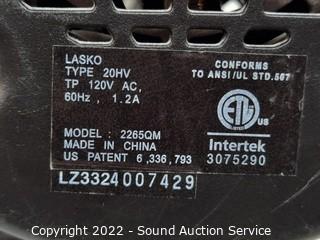 LASKO
TYPE 20HV
TP 120V AC,
60Hz, 1.2A
CONFORMS
TO ANSI/UL STD.507
ETL
US
Intertek
3075290
MODEL: 2265QM
MADE IN CHINA
US PATENT 6,336,793
LZ3324007429
Copyright 2022 - Sound Auction Service